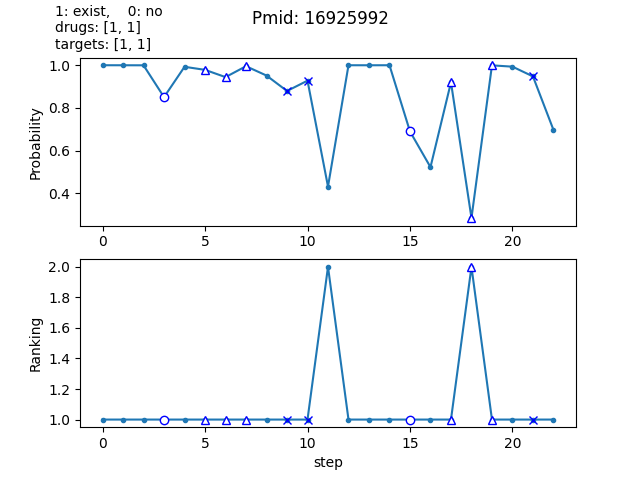 1: exist,    0: no
drugs: [1, 1]
targets: [1, 1]
Pmid: 16925992
Probability
1.0
0.8
0.6
0.4
0 5 10 15 20
Ranking
2.0
1.8
1.6
1.4
1.2
1.0
0 5 10 15 20
step